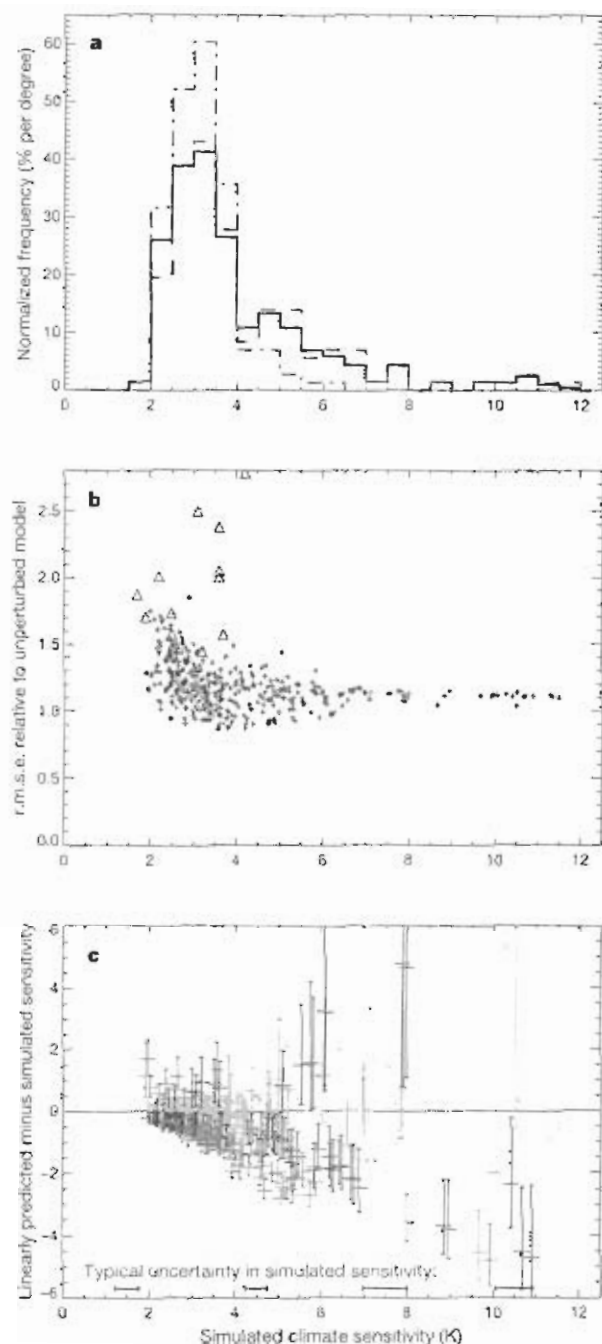 a
Normalized frequency (% per degree)
60
50
40
30
20
10
0
0 2 4 6 8 10 12
b
r.m.s.e. relative to unperturbed model
2.5
2.0
1.5
1.0
0.5
0.0
0 2 4 6 8 10 12
c
Linearly predicted minus simulated sensitivity
6
4
2
0
−2
−4
−6
Typical uncertainty in simulated sensitivity:
0 2 4 6 8 10 12
Simulated climate sensitivity (K)